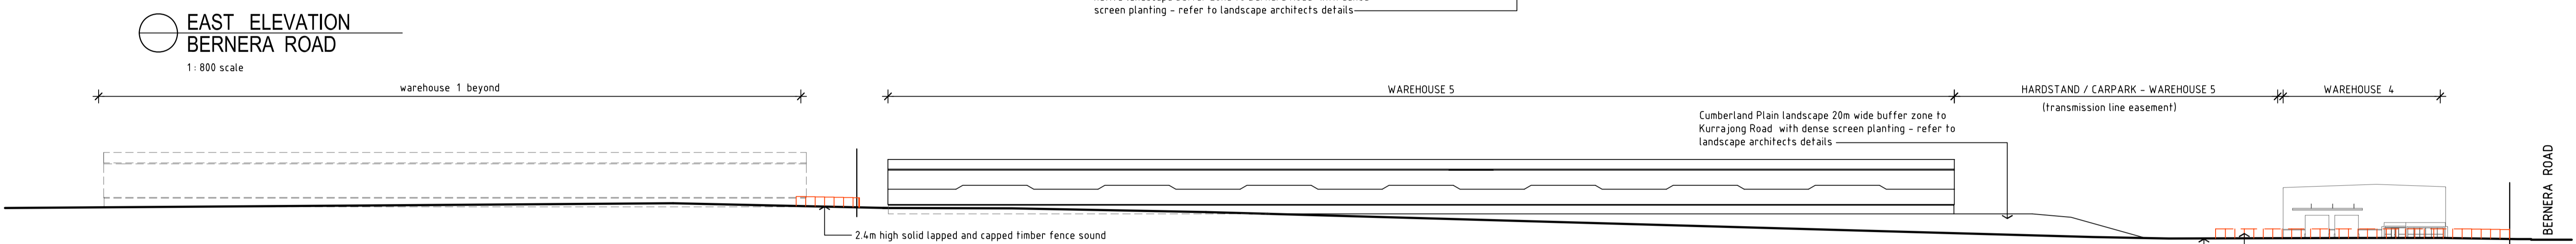 screen planting - refer to landscape architects details
EAST ELEVATION
BERNERA ROAD
1 : 800 scale
warehouse 1 beyond
WAREHOUSE 5
HARDSTAND / CARPARK - WAREHOUSE 5
(transmission line easement)
WAREHOUSE 4
Cumberland Plain landscape 20m wide buffer zone to
Kurrajong Road with dense screen planting - refer to
landscape architects details
2.4m high solid lapped and capped timber fence sound
BERNERA ROAD